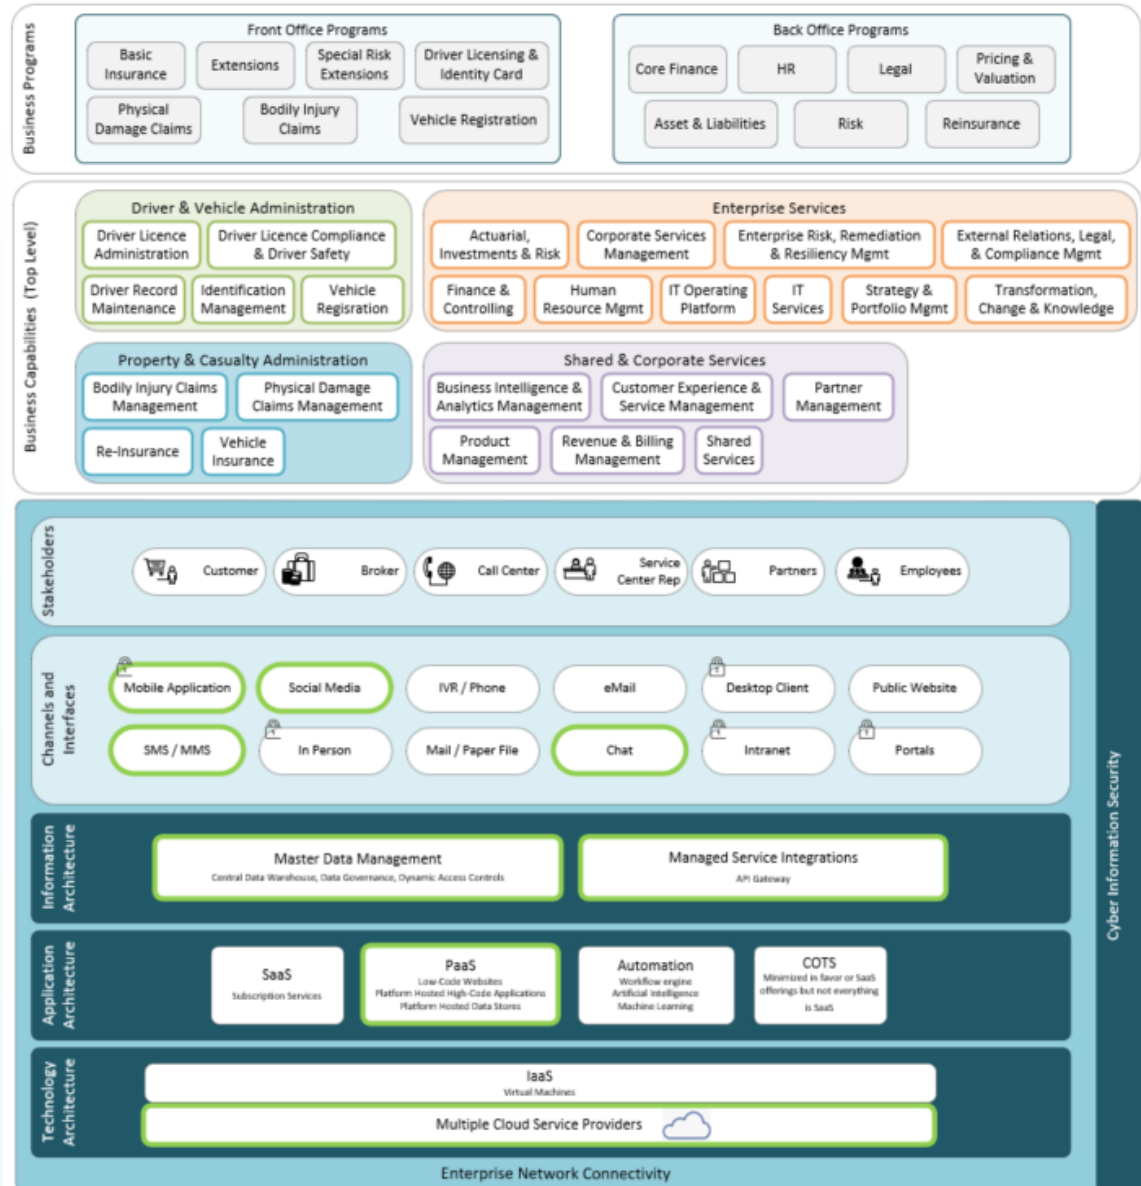 Business Programs
Front Office Programs
Basic
Insurance
Extensions
Special Risk
Extensions
Driver Licensing &
Identity Card
Physical
Damage Claims
Bodily Injury
Claims
Vehicle Registration
Back Office Programs
Core Finance
HR
Legal
Pricing &
Valuation
Asset & Liabilities
Risk
Reinsurance
Business Capabilities (Top Level)
Driver & Vehicle Administration
Driver Licence
Administration
Driver Licence Compliance
& Driver Safety
Driver Record
Maintenance
Identification
Management
Vehicle
Regisration
Enterprise Services
Actuarial,
Investments & Risk
Corporate Services
Management
Enterprise Risk, Remediation
& Resiliency Mgmt
External Relations, Legal,
& Compliance Mgmt
Finance &
Controlling
Human
Resource Mgmt
IT Operating
Platform
IT
Services
Strategy &
Portfolio Mgmt
Transformation,
Change & Knowledge
Property & Casualty Administration
Bodily Injury Claims
Management
Physical Damage
Claims Management
Re-Insurance
Vehicle
Insurance
Shared & Corporate Services
Business Intelligence &
Analytics Management
Customer Experience &
Service Management
Partner
Management
Product
Management
Revenue & Billing
Management
Shared
Services
Stakeholders
Customer
Broker
Call Center
Service
Center Rep
Partners
Employees
Channels and
Interfaces
Mobile Application
Social Media
IVR / Phone
eMail
Desktop Client
Public Website
SMS / MMS
In Person
Mail / Paper File
Chat
Intranet
Portals
Information
Architecture
Master Data Management
Central Data Warehouse, Data Governance, Dynamic Access Controls
Managed Service Integrations
API Gateway
Application
Architecture
SaaS
Subscription Services
PaaS
Low-Code Websites
Platform Hosted High-Code Applications
Platform Hosted Data Stores
Automation
Workflow engine
Artificial Intelligence
Machine Learning
COTS
Minimized in favor or SaaS
offerings but not everything
is SaaS
Technology
Architecture
IaaS
Virtual Machines
Multiple Cloud Service Providers
Enterprise Network Connectivity
Cyber Information Security